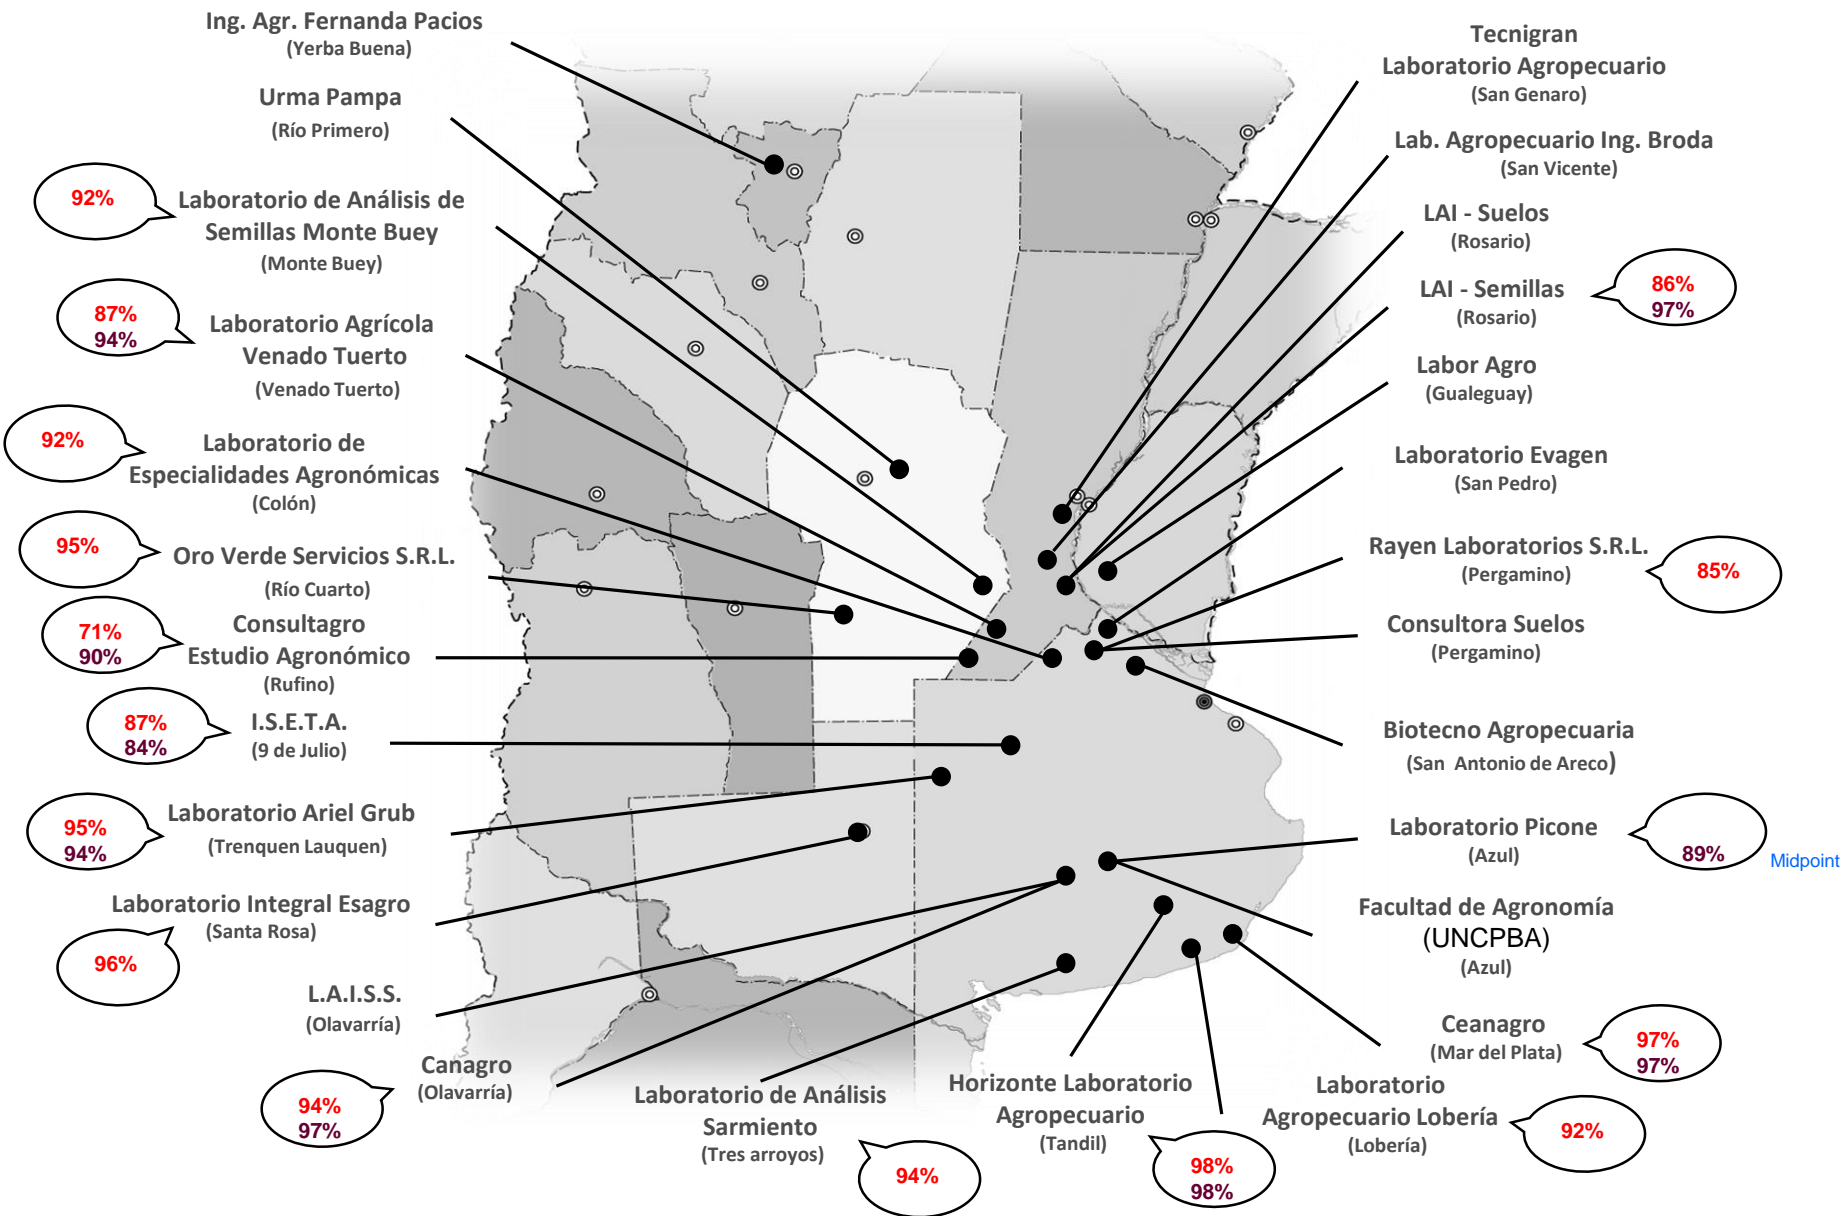 Ing. Agr. Fernanda Pacios
(Yerba Buena)
Urma Pampa
(Río Primero)
92%
Laboratorio de Análisis de
Semillas Monte Buey
(Monte Buey)
87%
94%
Laboratorio Agrícola
Venado Tuerto
(Venado Tuerto)
92%
Laboratorio de
Especialidades Agronómicas
(Colón)
95%
Oro Verde Servicios S.R.L.
(Río Cuarto)
71%
90%
Consultagro
Estudio Agronómico
(Rufino)
87%
84%
I.S.E.T.A.
(9 de Julio)
95%
94%
Laboratorio Ariel Grub
(Trenquen Lauquen)
Laboratorio Integral Esagro
(Santa Rosa)
96%
L.A.I.S.S.
(Olavarría)
Canagro
(Olavarría)
94%
97%
Laboratorio de Análisis
Sarmiento
(Tres arroyos)
94%
Horizonte Laboratorio
Agropecuario
(Tandil)
98%
98%
Tecnigran
Laboratorio Agropecuario
(San Genaro)
Lab. Agropecuario Ing. Broda
(San Vicente)
LAI - Suelos
(Rosario)
LAI - Semillas
(Rosario)
86%
97%
Labor Agro
(Gualeguay)
Laboratorio Evagen
(San Pedro)
Rayen Laboratorios S.R.L.
(Pergamino)
85%
Consultora Suelos
(Pergamino)
Biotecno Agropecuaria
(San Antonio de Areco)
Laboratorio Picone
(Azul)
89%
Midpoint
Facultad de Agronomía
(UNCPBA)
(Azul)
Ceanagro
(Mar del Plata)
97%
97%
Laboratorio
Agropecuario Lobería
(Lobería)
92%